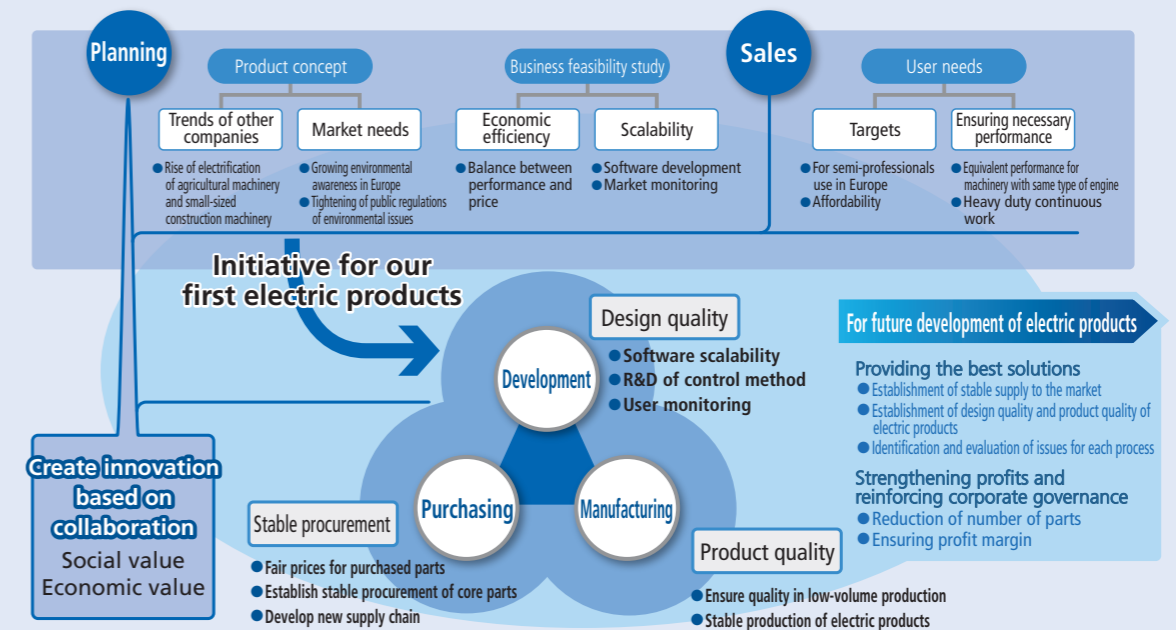 Planning
Product concept
Trends of other
companies
● Rise of electrification
of agricultural machinery
and small-sized
construction machinery
Market needs
● Growing environmental
awareness in Europe
● Tightening of public regulations
of environmental issues
Business feasibility study
Economic
efficiency
● Balance between
performance and
price
Scalability
● Software development
● Market monitoring
Sales
User needs
Targets
● For semi-professionals
use in Europe
● Affordability
Ensuring necessary
performance
● Equivalent performance for
machinery with same type of engine
● Heavy duty continuous
work
Initiative for our
first electric products
Development
Design quality
● Software scalability
● R&D of control method
● User monitoring
Purchasing
Stable procurement
● Fair prices for purchased parts
● Establish stable procurement of core parts
● Develop new supply chain
Manufacturing
Product quality
● Ensure quality in low-volume production
● Stable production of electric products
Create innovation
based on
collaboration
Social value
Economic value
For future development of electric products
Providing the best solutions
● Establishment of stable supply to the market
● Establishment of design quality and product quality of
electric products
● Identification and evaluation of issues for each process
Strengthening profits and
reinforcing corporate governance
● Reduction of number of parts
● Ensuring profit margin